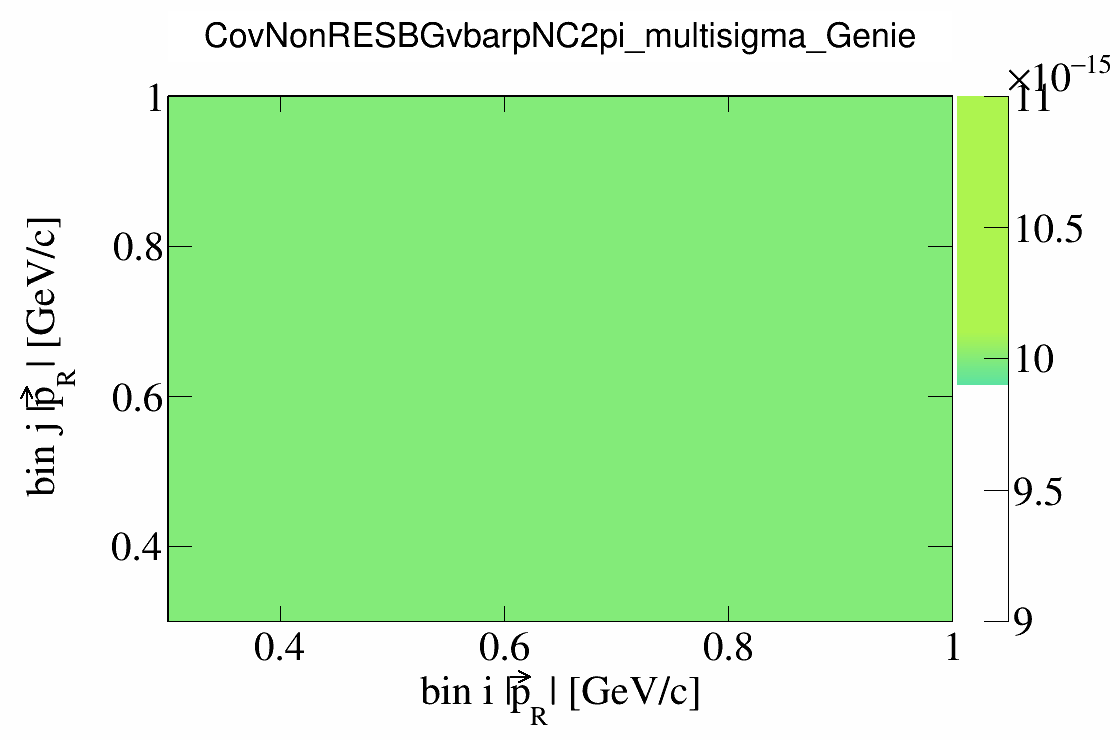 CovNonRESBGvbarpNC2pi_multisigma_Genie
×10⁻¹⁵
1
0.8
0.6
0.4
bin j |p⃗_R| [GeV/c]
0.4 0.6 0.8 1
bin i |p⃗_R| [GeV/c]
11
10.5
10
9.5
9